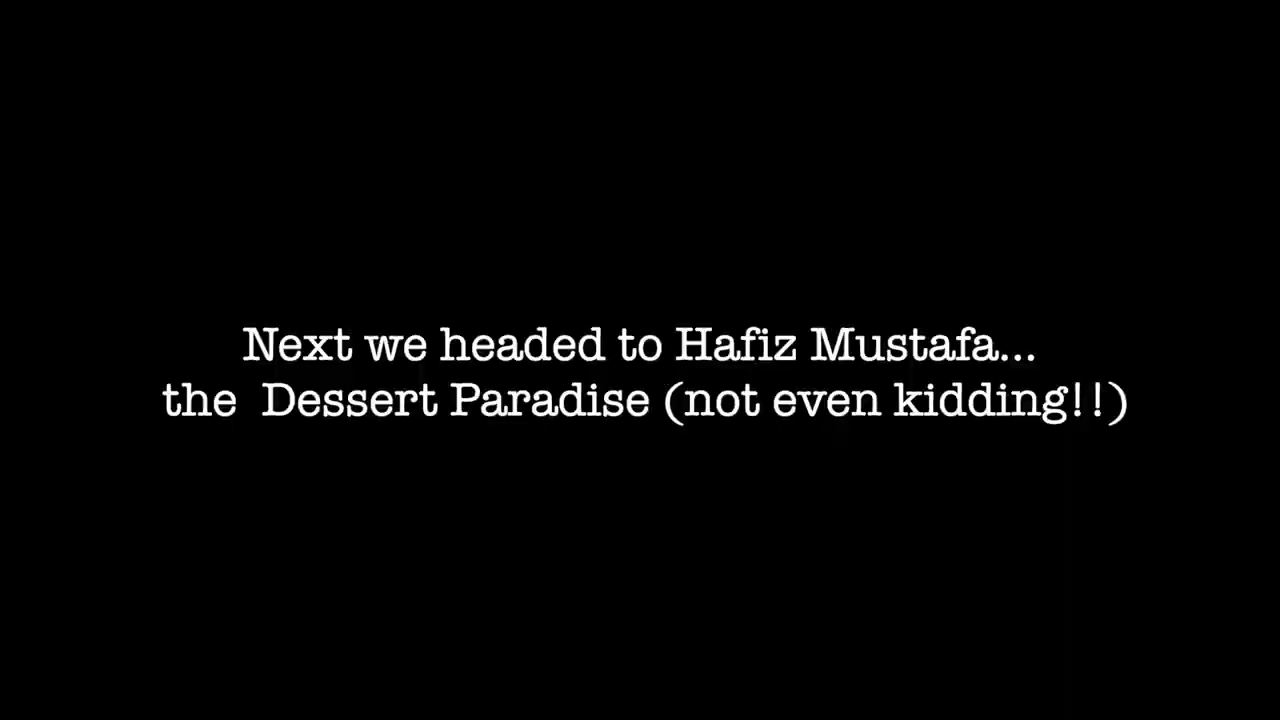 Next we headed to Hafiz Mustafa...
the  Dessert Paradise (not even kidding!!)